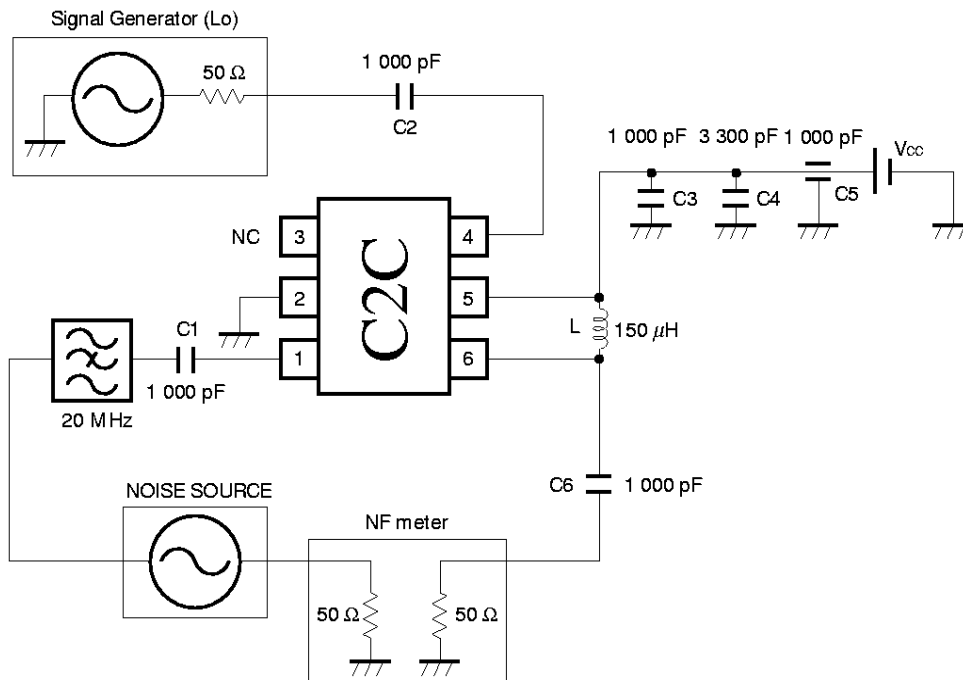 Signal Generator (Lo)
50 Ω
1 000 pF
C2
1 000 pF
3 300 pF
1 000 pF
Vcc
C3
C4
C5
NC
3
4
2
5
1
6
C2C
L
150 μH
C1
1 000 pF
20 MHz
C6
1 000 pF
NOISE SOURCE
NF meter
50 Ω
50 Ω